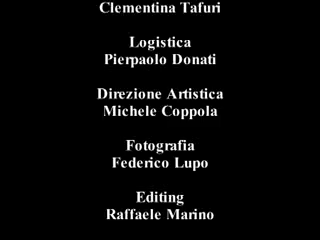 Clementina Tafuri
Logistica
Pierpaolo Donati
Direzione Artistica
Michele Coppola
Fotografia
Federico Lupo
Editing
Raffaele Marino